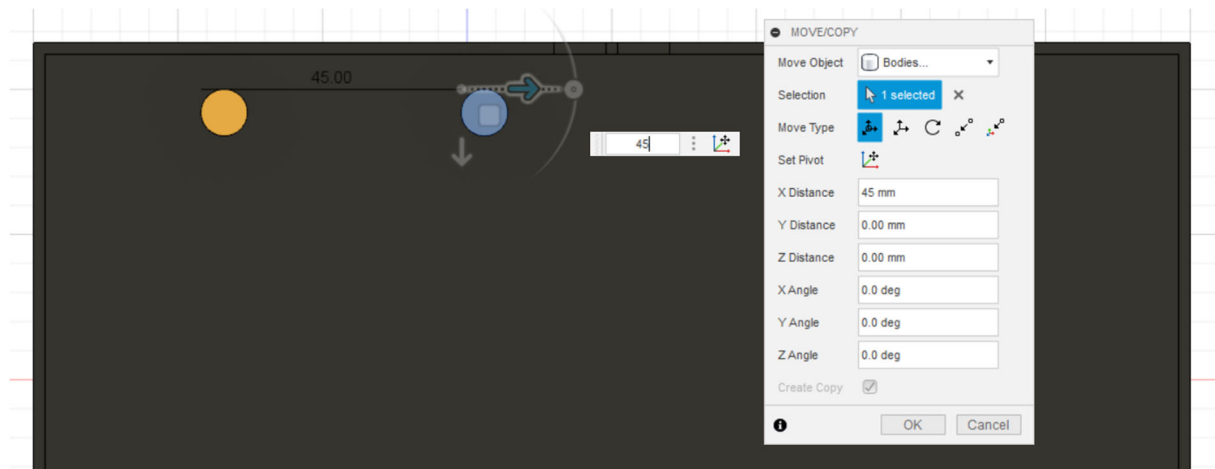 MOVE/COPY
Move Object Bodies...
Selection 1 selected
Move Type
Set Pivot
X Distance 45 mm
Y Distance 0.00 mm
Z Distance 0.00 mm
X Angle 0.0 deg
Y Angle 0.0 deg
Z Angle 0.0 deg
Create Copy
OK Cancel
45.00
45